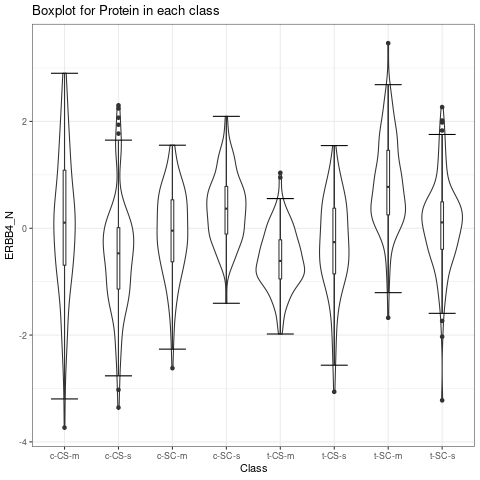 Boxplot for Protein in each class
ERBB4_N
2
0
-2
-4
c-CS-m c-CS-s c-SC-m c-SC-s t-CS-m t-CS-s t-SC-m t-SC-s
Class